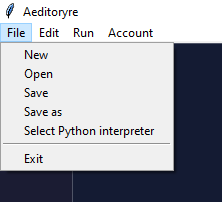 Aeditoryre
File Edit Run Account
New
Open
Save
Save as
Select Python interpreter
Exit